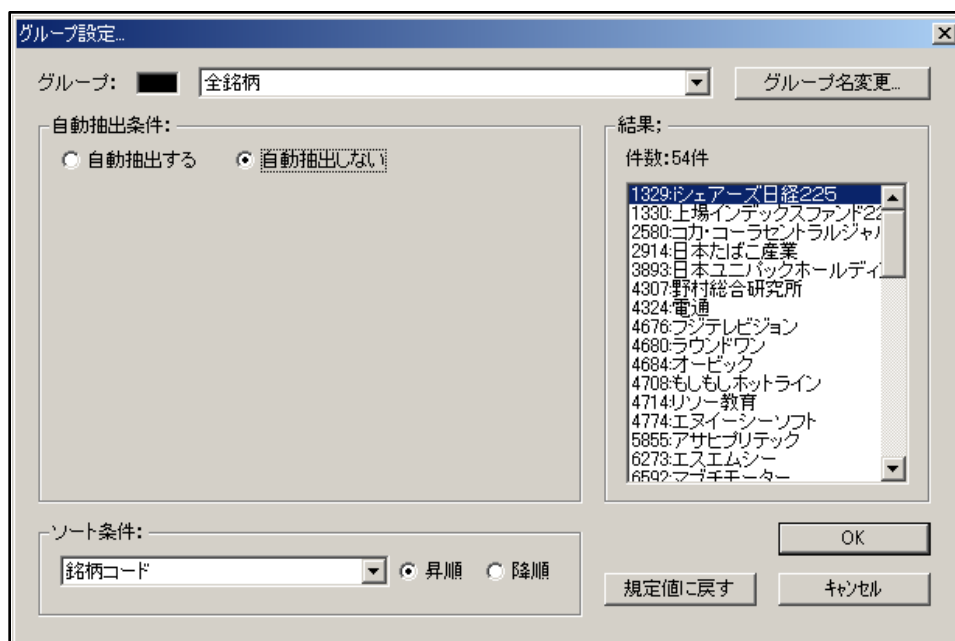 グループ設定...
グループ: 全銘柄 グループ名変更...
自動抽出条件:
自動抽出する 自動抽出しない
結果;
件数:54件
1329:iシェアーズ日経225
1330:上場インデックスファンド22
2580:コカ・コーラセントラルジャパ
2914:日本たばこ産業
3893:日本ユニパックホールディ
4307:野村総合研究所
4324:電通
4676:フジテレビジョン
4680:ラウンドワン
4684:オービック
4708:もしもしホットライン
4714:リソー教育
4774:エヌイーシーソフト
5855:アサヒプリテック
6273:エスエムシー
6592:マブチモーター
ソート条件:
銘柄コード 昇順 降順
OK
規定値に戻す キャンセル